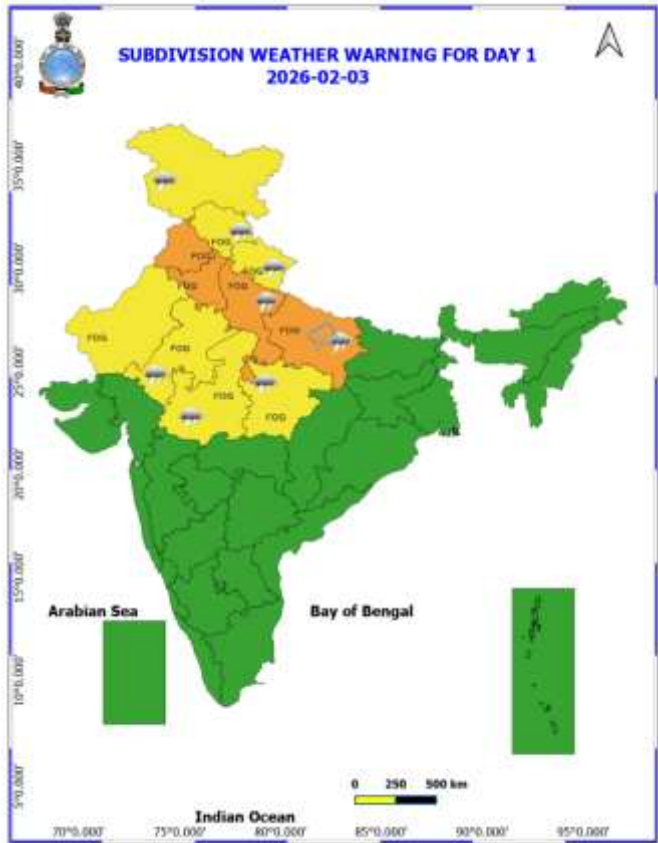 SUBDIVISION WEATHER WARNING FOR DAY 1
2026-02-03
40°0.000'
35°0.000'
30°0.000'
25°0.000'
20°0.000'
15°0.000'
10°0.000'
5°0.000'
FOG
FOG
FOG
FOG
FOG
FOG
FOG
FOG
FOG
FOG
Arabian Sea
Bay of Bengal
0 250 500 km
Indian Ocean
70°0.000' 75°0.000' 80°0.000' 85°0.000' 90°0.000' 95°0.000'